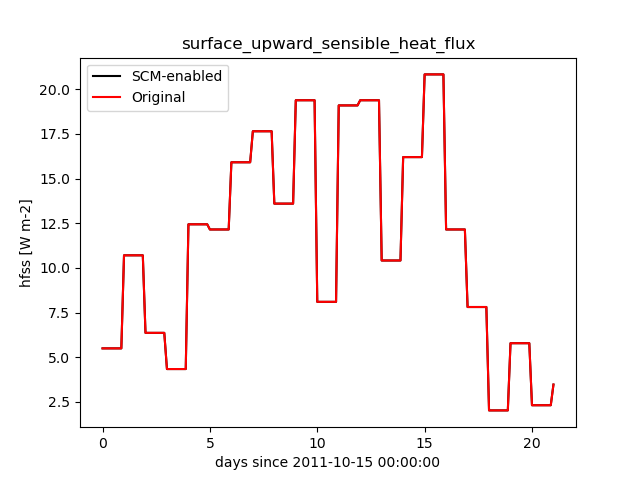 surface_upward_sensible_heat_flux
SCM-enabled
Original
20.0
17.5
15.0
12.5
10.0
7.5
5.0
2.5
hfss [W m-2]
0 5 10 15 20
days since 2011-10-15 00:00:00